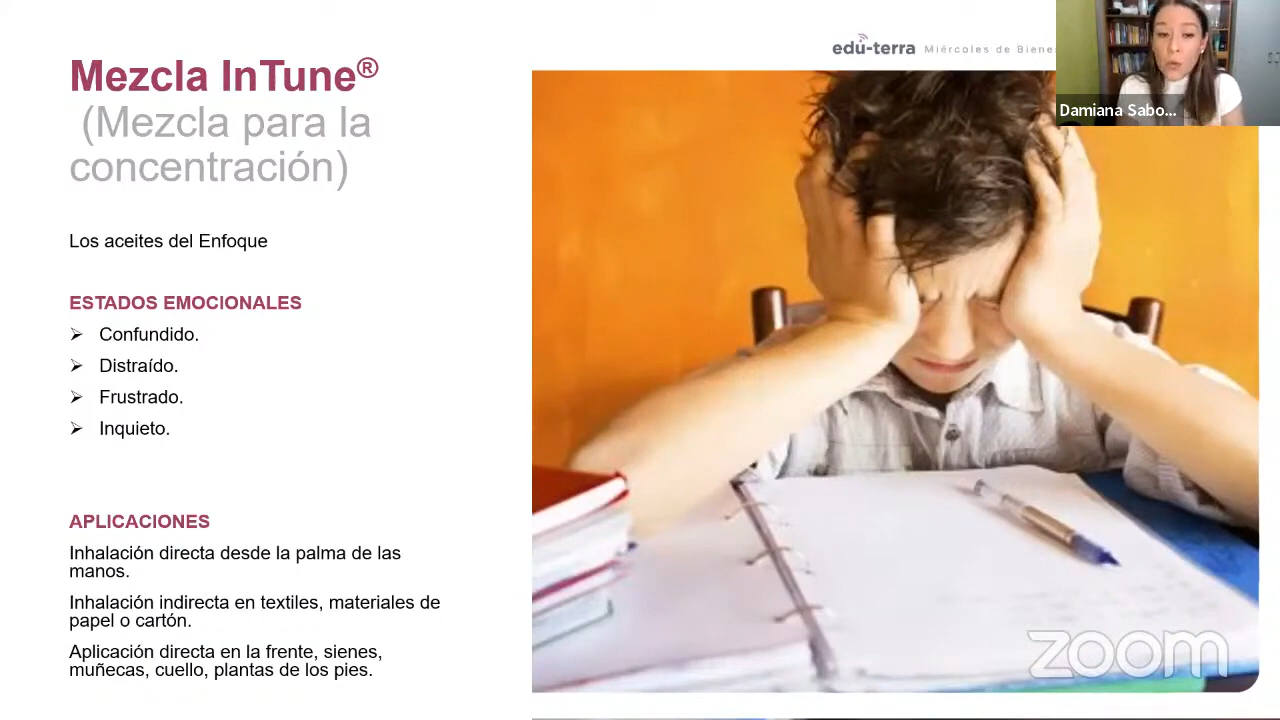 Mezcla InTune®
(Mezcla para la
concentración)
Los aceites del Enfoque
ESTADOS EMOCIONALES
➢ Confundido.
➢ Distraído.
➢ Frustrado.
➢ Inquieto.
APLICACIONES
Inhalación directa desde la palma de las
manos.
Inhalación indirecta en textiles, materiales de
papel o cartón.
Aplicación directa en la frente, sienes,
muñecas, cuello, plantas de los pies.
edu-terra Miércoles de Bienes
Damiana Sabo...
zoom